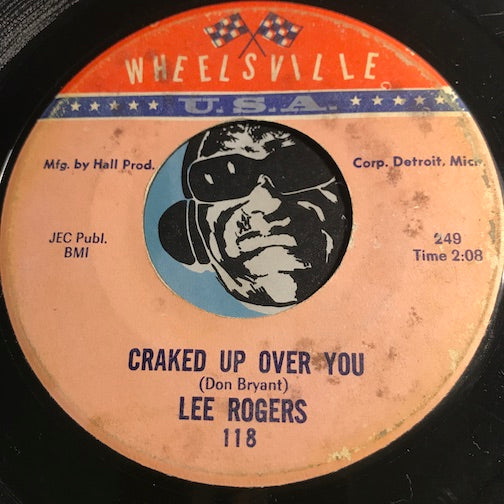 WHEELSVILLE
U.S.A.
Mfg. by Hall Prod. Corp. Detroit, Mich.
JEC Publ.
BMI
249
Time 2:08
CRAKED UP OVER YOU
(Don Bryant)
LEE ROGERS
118